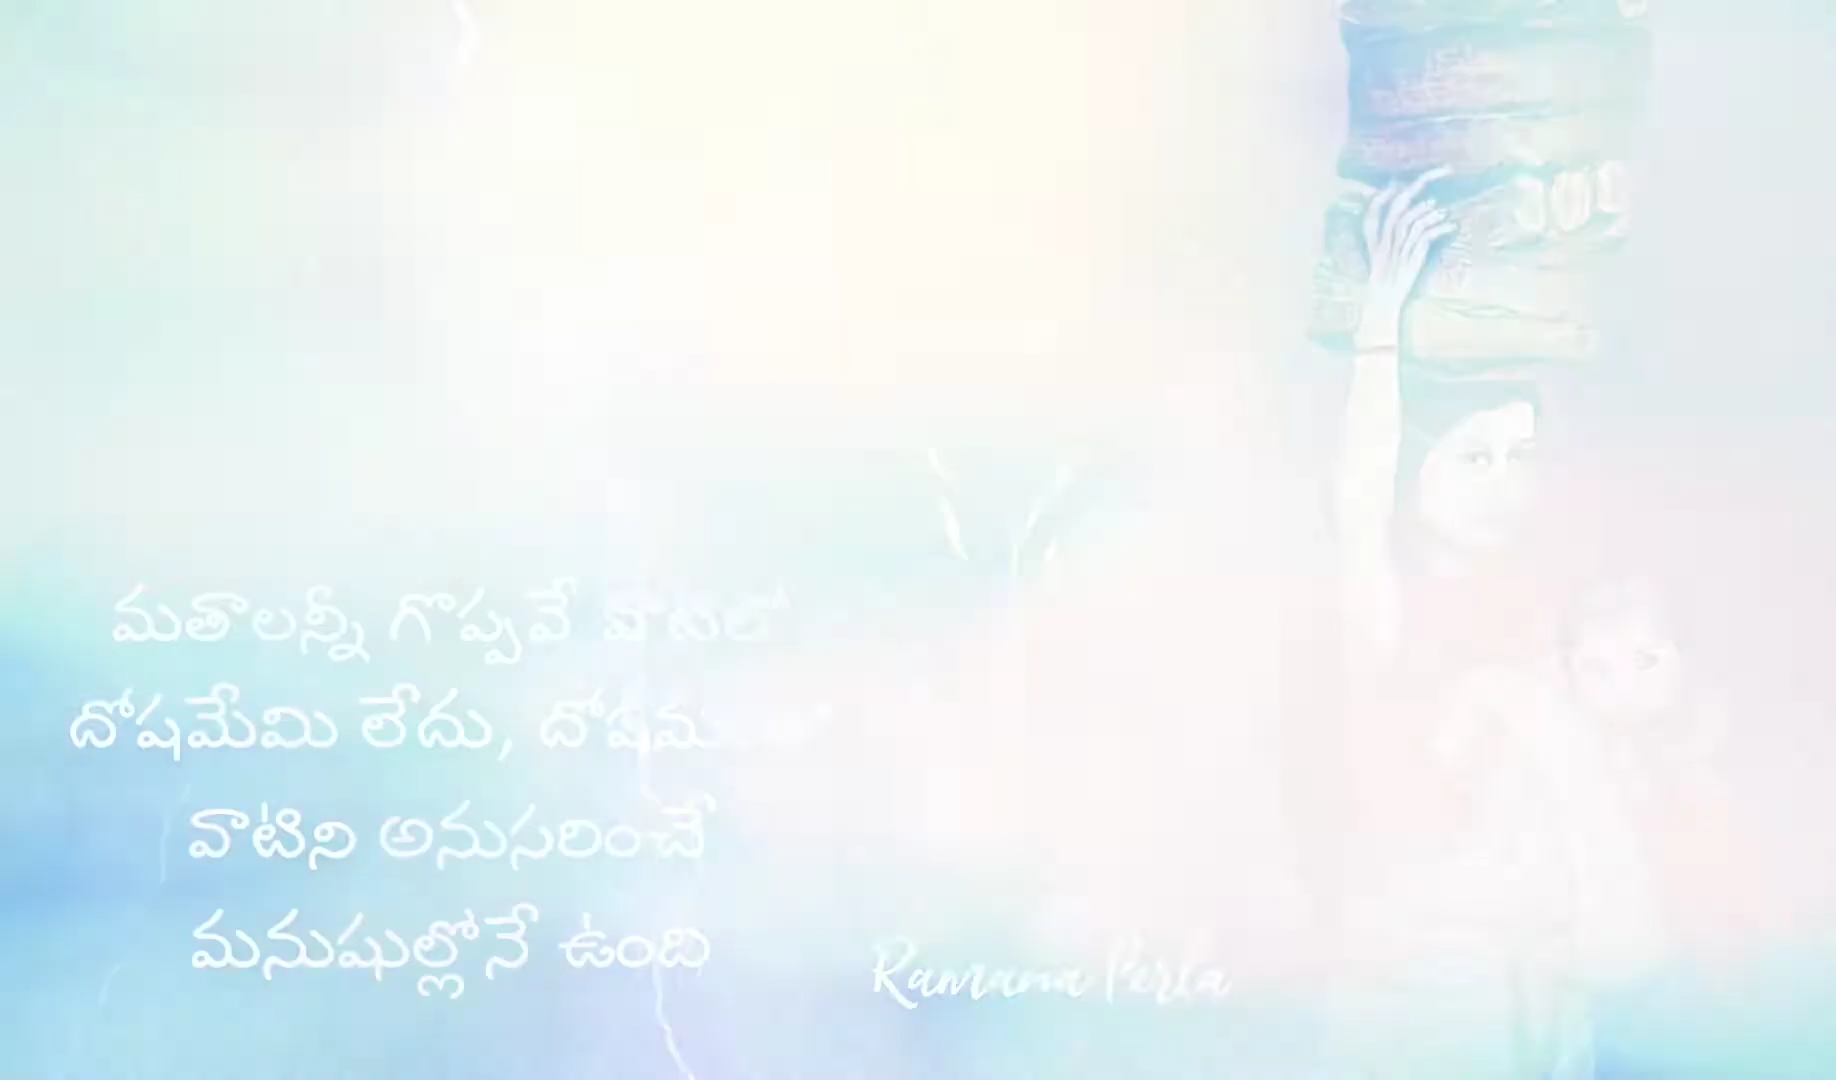 మతాలన్నీ గొప్పవే వాటిలో
దోషమేమి లేదు,
వాటిని అనుసరించే
మనుషుల్లోనే ఉంది
Ramana Perla